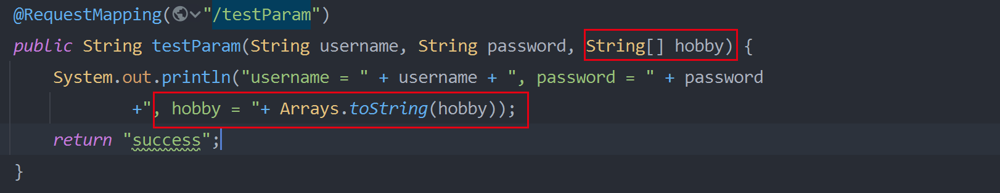 @RequestMapping("/testParam")
public String testParam(String username, String password, String[] hobby) {
System.out.println("username = " + username + ", password = " + password
+", hobby = "+ Arrays.toString(hobby));
return "success";
}